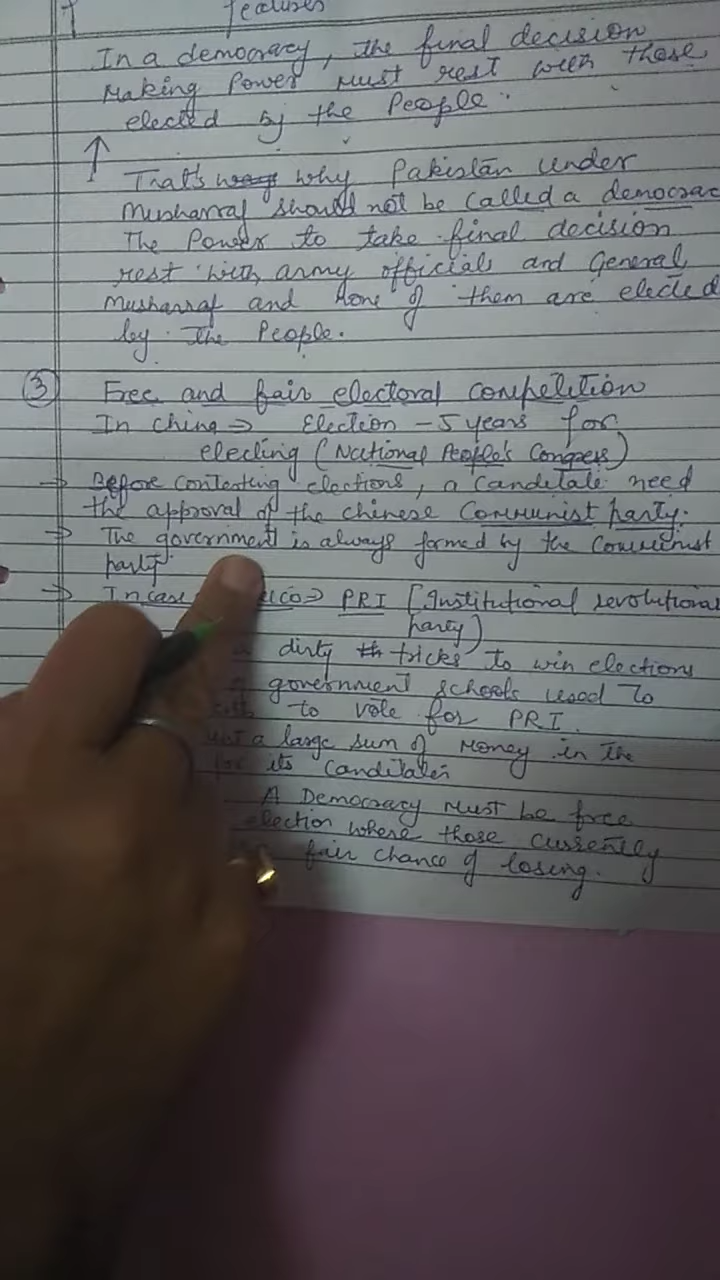 features
In a democracy, the final decision
Making Power must rest with those
elected by the People.
That's why Pakistan under
Musharraf should not be called a democrac
The Power to take final decision
rest with army officials and General
Musharraf and None of them are elected
by the People.
③ Free and fair electoral competition
In China ⇒ Election - 5 years for
electing (National People's Congress)
→ Before contesting elections, a candidate need
the approval of the chinese Communist party.
→ The government is always formed by the Communist
party.
→ In case ico ⇒ PRI [Institutional revolutional
party)
dirty tricks to win elections
government schools used to
to vote for PRI.
a large sum of Money in the
its candidates
A Democracy must be free
election where those currently
fair chance of losing.